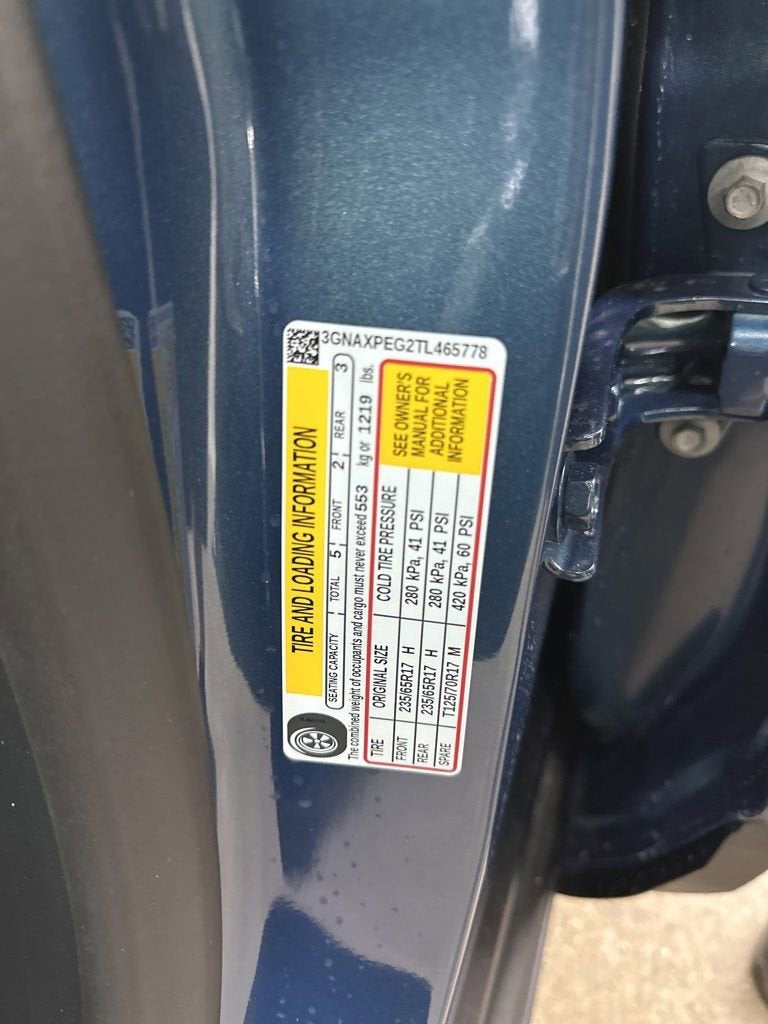 3GNAXPEG2TL465778
TIRE AND LOADING INFORMATION
SEATING CAPACITY TOTAL 5 FRONT 2 REAR 3
The combined weight of occupants and cargo must never exceed 553 kg or 1219 lbs.
TIRE ORIGINAL SIZE COLD TIRE PRESSURE
FRONT 235/65R17 H 280 kPa, 41 PSI
REAR 235/65R17 H 280 kPa, 41 PSI
SPARE T125/70R17 M 420 kPa, 60 PSI
SEE OWNER'S
MANUAL FOR
ADDITIONAL
INFORMATION